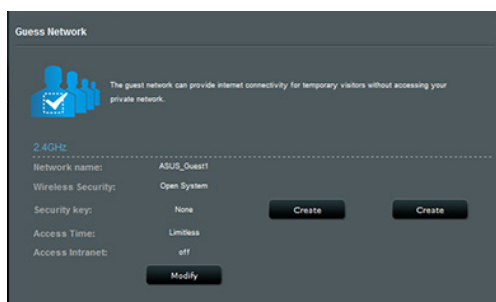 Guess Network
The guest network can provide internet connectivity for temporary visitors without accessing your
private network.
2.4GHz
Network name: ASUS_Guest1
Wireless Security: Open System
Security key: None Create Create
Access Time: Limitless
Access Intranet: off
Modify